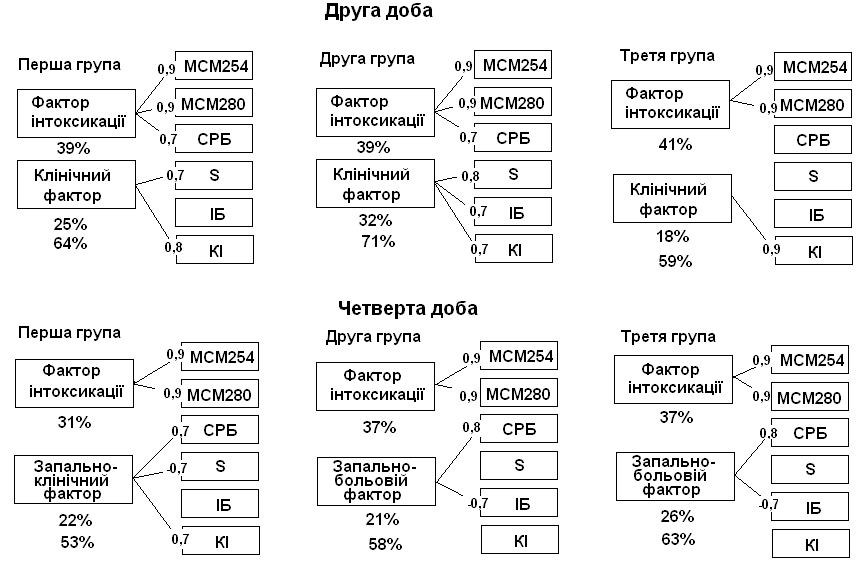 Друга доба
Перша група
Фактор
інтоксикації
39%
Клінічний
фактор
25%
64%
0,9
МСМ254
0,9
МСМ280
0,7
СРБ
0,7
S
ІБ
0,8
КІ
Друга група
Фактор
інтоксикації
39%
Клінічний
фактор
32%
71%
0,9
МСМ254
0,9
МСМ280
0,7
СРБ
0,8
S
0,7
ІБ
0,7
КІ
Третя група
Фактор
інтоксикації
41%
Клінічний
фактор
18%
59%
0,9
МСМ254
0,9
МСМ280
СРБ
S
ІБ
0,9
КІ
Четверта доба
Перша група
Фактор
інтоксикації
31%
Запально-
клінічний
фактор
22%
53%
0,9
МСМ254
0,9
МСМ280
0,7
СРБ
-0,7
S
ІБ
0,7
КІ
Друга група
Фактор
інтоксикації
37%
Запально-
больовій
фактор
21%
58%
0,9
МСМ254
0,9
МСМ280
0,8
СРБ
S
-0,7
ІБ
КІ
Третя група
Фактор
інтоксикації
37%
Запально-
больовій
фактор
26%
63%
0,9
МСМ254
0,9
МСМ280
0,8
СРБ
S
-0,7
ІБ
КІ